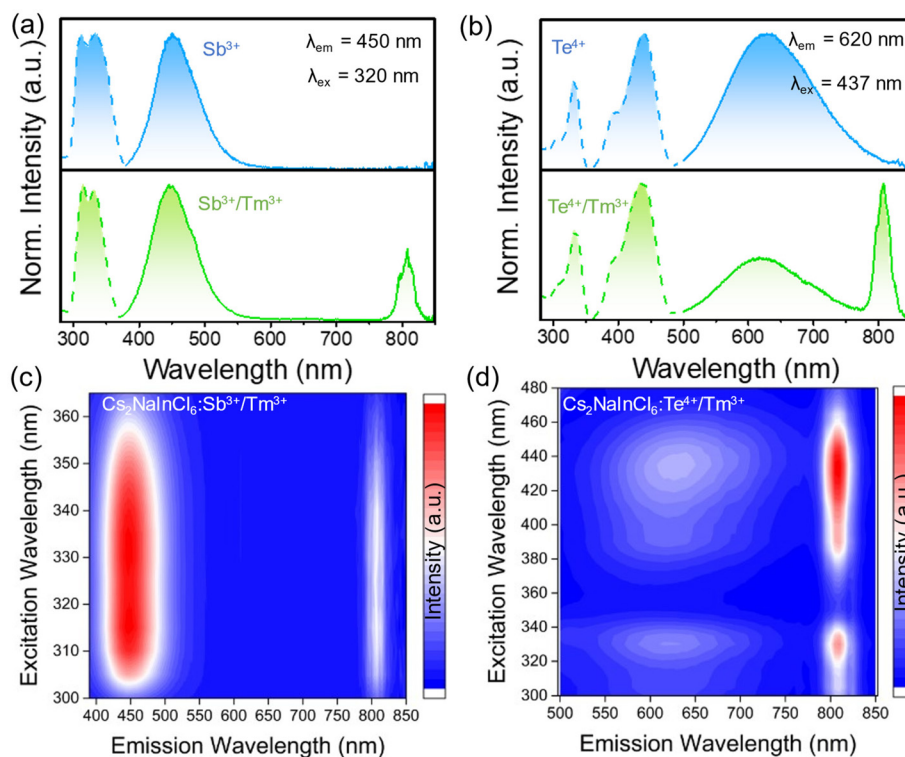 (a)
Norm. Intensity (a.u.)
Sb³⁺
λem = 450 nm
λex = 320 nm
Sb³⁺/Tm³⁺
300 400 500 600 700 800
Wavelength (nm)
(b)
Norm. Intensity (a.u.)
Te⁴⁺
λem = 620 nm
λex = 437 nm
Te⁴⁺/Tm³⁺
300 400 500 600 700 800
Wavelength (nm)
(c)
Cs₂NaInCl₆:Sb³⁺/Tm³⁺
Excitation Wavelength (nm)
360
350
340
330
320
310
300
400 450 500 550 600 650 700 750 800 850
Emission Wavelength (nm)
Intensity (a.u.)
(d)
Cs₂NaInCl₆:Te⁴⁺/Tm³⁺
Excitation Wavelength (nm)
480
460
440
420
400
380
360
340
320
300
500 550 600 650 700 750 800 850
Emission Wavelength (nm)
Intensity (a.u.)